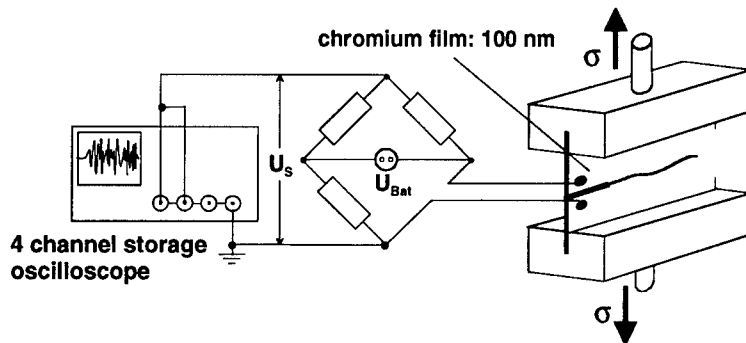 chromium film: 100 nm
σ
U_S
U_Bat
4 channel storage
oscilloscope
σ